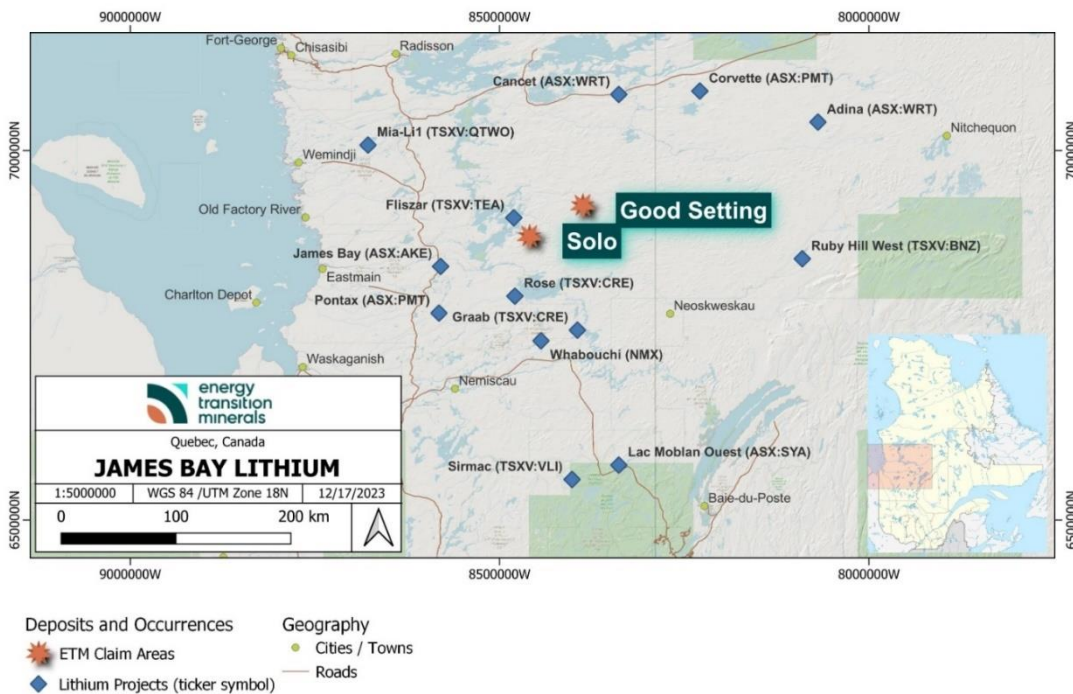 9000000W 8500000W 8000000W
Fort-George
Chisasibi
Radisson
Cancet (ASX:WRT)
Corvette (ASX:PMT)
Adina (ASX:WRT)
Nitchequon
Mia-Li1 (TSXV:QTWO)
7000000N
7000000N
Wemindji
Fliszar (TSXV:TEA)
Good Setting
Old Factory River
Solo
James Bay (ASX:AKE)
Ruby Hill West (TSXV:BNZ)
Eastmain
Rose (TSXV:CRE)
Charlton Depot
Pontax (ASX:PMT)
Graab (TSXV:CRE)
Neoskweskau
Whabouchi (NMX)
Waskaganish
Nemiscau
energy
transition
minerals
Quebec, Canada
JAMES BAY LITHIUM
1:5000000 WGS 84 /UTM Zone 18N 12/17/2023
0 100 200 km
Lac Moblan Ouest (ASX:SYA)
Sirmac (TSXV:VLI)
Baie-du-Poste
6500000N
6500000N
9000000W 8500000W 8000000W
Deposits and Occurrences
ETM Claim Areas
Lithium Projects (ticker symbol)
Geography
Cities / Towns
Roads